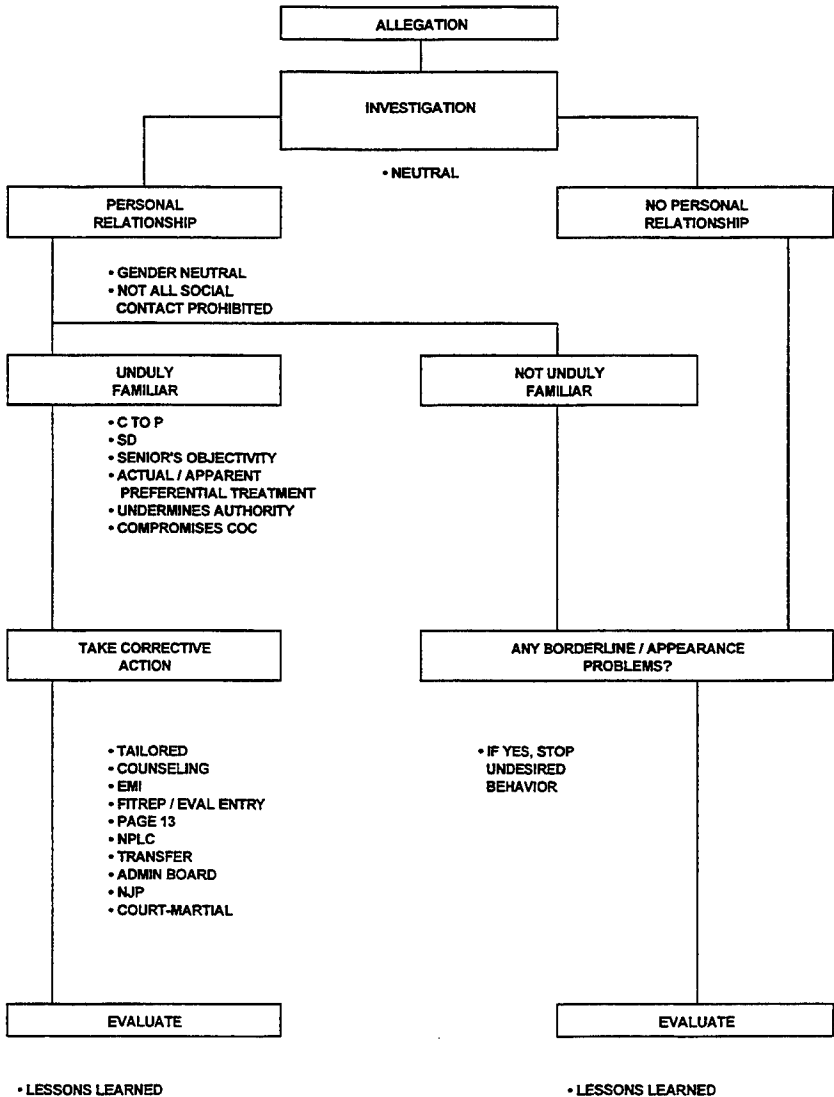 ALLEGATION
INVESTIGATION
• NEUTRAL
PERSONAL
RELATIONSHIP
NO PERSONAL
RELATIONSHIP
• GENDER NEUTRAL
• NOT ALL SOCIAL
CONTACT PROHIBITED
UNDULY
FAMILIAR
NOT UNDULY
FAMILIAR
• C TO P
• SD
• SENIOR'S OBJECTIVITY
• ACTUAL / APPARENT
PREFERENTIAL TREATMENT
• UNDERMINES AUTHORITY
• COMPROMISES COC
TAKE CORRECTIVE
ACTION
ANY BORDERLINE / APPEARANCE
PROBLEMS?
• TAILORED
• COUNSELING
• EMI
• FITREP / EVAL ENTRY
• PAGE 13
• NPLC
• TRANSFER
• ADMIN BOARD
• NJP
• COURT-MARTIAL
• IF YES, STOP
UNDESIRED
BEHAVIOR
EVALUATE
EVALUATE
• LESSONS LEARNED
• LESSONS LEARNED